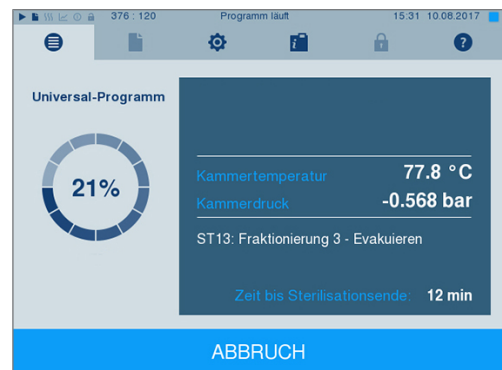 376 : 120 Programm läuft 15:31 10.08.2017
Universal-Programm
21%
Kammertemperatur 77.8 °C
Kammerdruck -0.568 bar
ST13: Fraktionierung 3 - Evakuieren
Zeit bis Sterilisationsende: 12 min
ABBRUCH